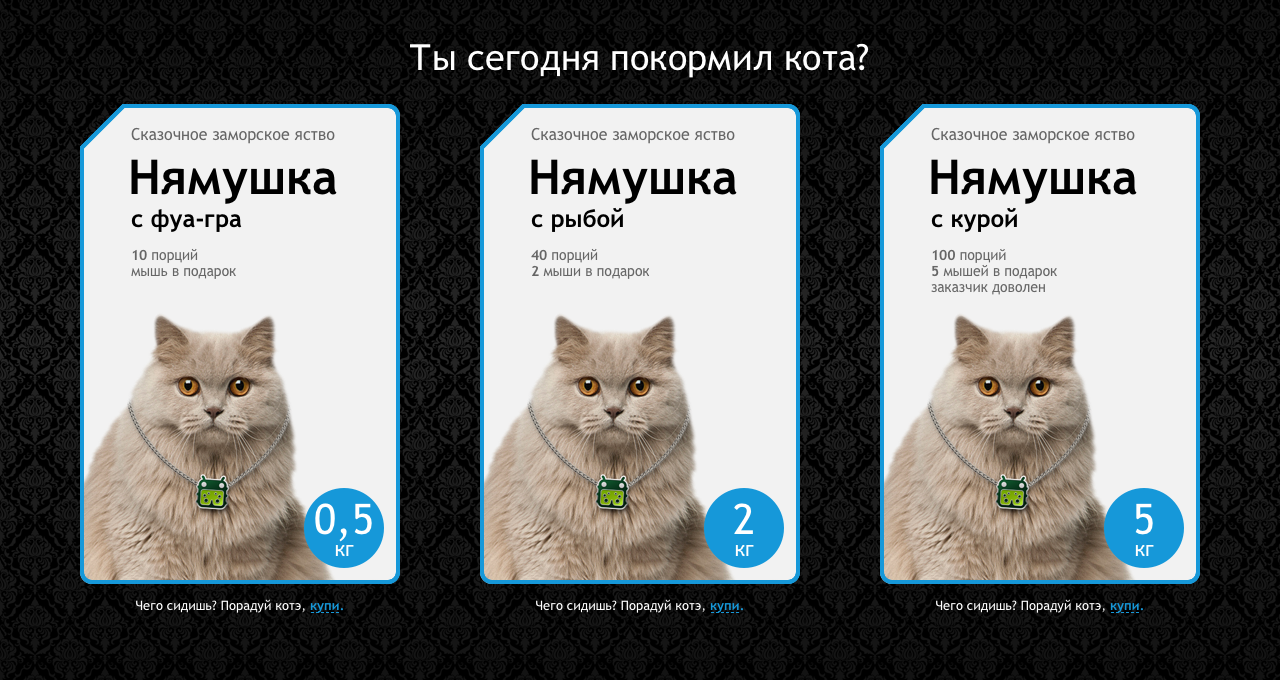 Ты сегодня покормил кота?
Сказочное заморское яство
Нямушка
с фуа-гра
10 порций
мышь в подарок
0,5
кг
Чего сидишь? Порадуй котэ, купи.
Сказочное заморское яство
Нямушка
с рыбой
40 порций
2 мыши в подарок
2
кг
Чего сидишь? Порадуй котэ, купи.
Сказочное заморское яство
Нямушка
с курой
100 порций
5 мышей в подарок
заказчик доволен
5
кг
Чего сидишь? Порадуй котэ, купи.